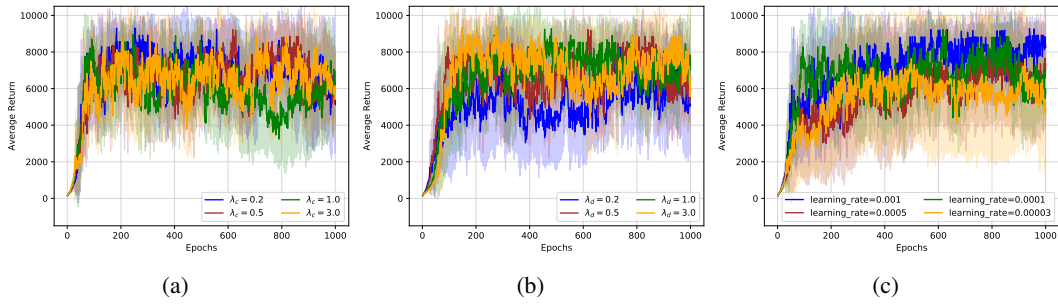 10000
8000
6000
4000
2000
0
Average Return
0 200 400 600 800 1000
Epochs
λc = 0.2 λc = 1.0
λc = 0.5 λc = 3.0
(a)
10000
8000
6000
4000
2000
0
Average Return
0 200 400 600 800 1000
Epochs
λd = 0.2 λd = 1.0
λd = 0.5 λd = 3.0
(b)
10000
8000
6000
4000
2000
0
Average Return
0 200 400 600 800 1000
Epochs
learning_rate=0.001 learning_rate=0.0001
learning_rate=0.0005 learning_rate=0.00003
(c)